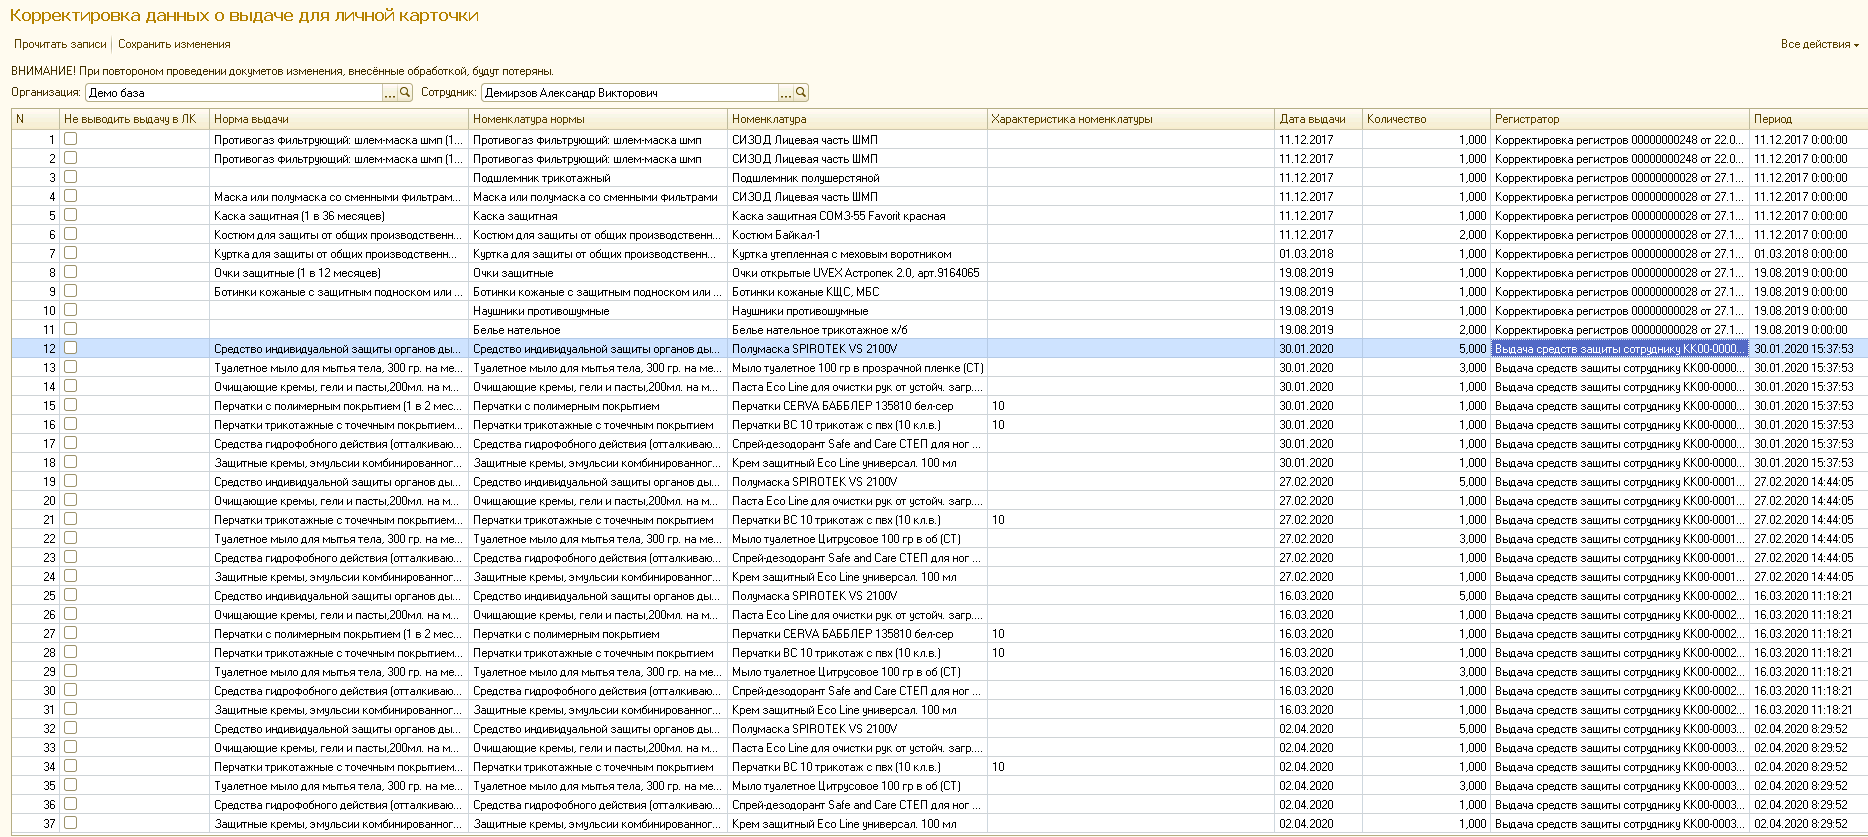 Корректировка данных о выдаче для личной карточки
Прочитать записи Сохранить изменения Все действия
ВНИМАНИЕ! При повтороном проведении докуметов изменения, внесённые обработкой, будут потеряны.
Организация: Демо база ... Сотрудник: Демирзов Александр Викторович ...
N Не выводить выдачу в ЛК Норма выдачи Номенклатура нормы Номенклатура Характеристика номенклатуры Дата выдачи Количество Регистратор Период
1 Противогаз фильтрующий: шлем-маска шмп (1... Противогаз фильтрующий: шлем-маска шмп СИЗОД Лицевая часть ШМП 11.12.2017 1,000 Корректировка регистров 00000000248 от 22.0... 11.12.2017 0:00:00
2 Противогаз фильтрующий: шлем-маска шмп (1... Противогаз фильтрующий: шлем-маска шмп СИЗОД Лицевая часть ШМП 11.12.2017 1,000 Корректировка регистров 00000000248 от 22.0... 11.12.2017 0:00:00
3 Подшлемник трикотажный Подшлемник полушерстяной 11.12.2017 1,000 Корректировка регистров 00000000028 от 27.1... 11.12.2017 0:00:00
4 Маска или полумаска со сменными фильтрам... Маска или полумаска со сменными фильтрами СИЗОД Лицевая часть ШМП 11.12.2017 1,000 Корректировка регистров 00000000028 от 27.1... 11.12.2017 0:00:00
5 Каска защитная (1 в 36 месяцев) Каска защитная Каска защитная СОМЗ-55 Favorit красная 11.12.2017 1,000 Корректировка регистров 00000000028 от 27.1... 11.12.2017 0:00:00
6 Костюм для защиты от общих производственн... Костюм для защиты от общих производственн... Костюм Байкал-1 11.12.2017 2,000 Корректировка регистров 00000000028 от 27.1... 11.12.2017 0:00:00
7 Куртка для защиты от общих производственн... Куртка для защиты от общих производственн... Куртка утепленная с меховым воротником 01.03.2018 1,000 Корректировка регистров 00000000028 от 27.1... 01.03.2018 0:00:00
8 Очки защитные (1 в 12 месяцев) Очки защитные Очки открытые UVEX Астропек 2.0, арт.9164065 19.08.2019 1,000 Корректировка регистров 00000000028 от 27.1... 19.08.2019 0:00:00
9 Ботинки кожаные с защитным подноском или ... Ботинки кожаные с защитным подноском или ... Ботинки кожаные КЩС, МБС 19.08.2019 1,000 Корректировка регистров 00000000028 от 27.1... 19.08.2019 0:00:00
10 Наушники противошумные Наушники противошумные 19.08.2019 1,000 Корректировка регистров 00000000028 от 27.1... 19.08.2019 0:00:00
11 Белье нательное Белье нательное трикотажное х/б 19.08.2019 2,000 Корректировка регистров 00000000028 от 27.1... 19.08.2019 0:00:00
12 Средство индивидуальной защиты органов ды... Средство индивидуальной защиты органов ды... Полумаска SPIROTEK VS 2100V 30.01.2020 5,000 Выдача средств защиты сотруднику КК00-0000... 30.01.2020 15:37:53
13 Туалетное мыло для мытья тела, 300 гр. на ме... Туалетное мыло для мытья тела, 300 гр. на ме... Мыло туалетное 100 гр в прозрачной пленке (СТ) 30.01.2020 3,000 Выдача средств защиты сотруднику КК00-0000... 30.01.2020 15:37:53
14 Очищающие кремы, гели и пасты,200мл. на м... Очищающие кремы, гели и пасты,200мл. на м... Паста Eco Line для очистки рук от устойч. загр.... 30.01.2020 1,000 Выдача средств защиты сотруднику КК00-0000... 30.01.2020 15:37:53
15 Перчатки с полимерным покрытием (1 в 2 мес... Перчатки с полимерным покрытием Перчатки CERVA БАББЛЕР 135810 бел-сер 10 30.01.2020 1,000 Выдача средств защиты сотруднику КК00-0000... 30.01.2020 15:37:53
16 Перчатки трикотажные с точечным покрытием... Перчатки трикотажные с точечным покрытием Перчатки ВС 10 трикотаж с пвх (10 кл.в.) 10 30.01.2020 1,000 Выдача средств защиты сотруднику КК00-0000... 30.01.2020 15:37:53
17 Средства гидрофобного действия (отталкиваю... Средства гидрофобного действия (отталкиваю... Спрей-дезодорант Safe and Care СТЕП для ног ... 30.01.2020 1,000 Выдача средств защиты сотруднику КК00-0000... 30.01.2020 15:37:53
18 Защитные кремы, эмульсии комбинированног... Защитные кремы, эмульсии комбинированног... Крем защитный Eco Line универсал. 100 мл 30.01.2020 1,000 Выдача средств защиты сотруднику КК00-0000... 30.01.2020 15:37:53
19 Средство индивидуальной защиты органов ды... Средство индивидуальной защиты органов ды... Полумаска SPIROTEK VS 2100V 27.02.2020 5,000 Выдача средств защиты сотруднику КК00-0001... 27.02.2020 14:44:05
20 Очищающие кремы, гели и пасты,200мл. на м... Очищающие кремы, гели и пасты,200мл. на м... Паста Eco Line для очистки рук от устойч. загр.... 27.02.2020 1,000 Выдача средств защиты сотруднику КК00-0001... 27.02.2020 14:44:05
21 Перчатки трикотажные с точечным покрытием... Перчатки трикотажные с точечным покрытием Перчатки ВС 10 трикотаж с пвх (10 кл.в.) 10 27.02.2020 1,000 Выдача средств защиты сотруднику КК00-0001... 27.02.2020 14:44:05
22 Туалетное мыло для мытья тела, 300 гр. на ме... Туалетное мыло для мытья тела, 300 гр. на ме... Мыло туалетное Цитрусовое 100 гр в об (СТ) 27.02.2020 3,000 Выдача средств защиты сотруднику КК00-0001... 27.02.2020 14:44:05
23 Средства гидрофобного действия (отталкиваю... Средства гидрофобного действия (отталкиваю... Спрей-дезодорант Safe and Care СТЕП для ног ... 27.02.2020 1,000 Выдача средств защиты сотруднику КК00-0001... 27.02.2020 14:44:05
24 Защитные кремы, эмульсии комбинированног... Защитные кремы, эмульсии комбинированног... Крем защитный Eco Line универсал. 100 мл 27.02.2020 1,000 Выдача средств защиты сотруднику КК00-0001... 27.02.2020 14:44:05
25 Средство индивидуальной защиты органов ды... Средство индивидуальной защиты органов ды... Полумаска SPIROTEK VS 2100V 16.03.2020 5,000 Выдача средств защиты сотруднику КК00-0002... 16.03.2020 11:18:21
26 Очищающие кремы, гели и пасты,200мл. на м... Очищающие кремы, гели и пасты,200мл. на м... Паста Eco Line для очистки рук от устойч. загр.... 16.03.2020 1,000 Выдача средств защиты сотруднику КК00-0002... 16.03.2020 11:18:21
27 Перчатки с полимерным покрытием (1 в 2 мес... Перчатки с полимерным покрытием Перчатки CERVA БАББЛЕР 135810 бел-сер 10 16.03.2020 1,000 Выдача средств защиты сотруднику КК00-0002... 16.03.2020 11:18:21
28 Перчатки трикотажные с точечным покрытием... Перчатки трикотажные с точечным покрытием Перчатки ВС 10 трикотаж с пвх (10 кл.в.) 10 16.03.2020 1,000 Выдача средств защиты сотруднику КК00-0002... 16.03.2020 11:18:21
29 Туалетное мыло для мытья тела, 300 гр. на ме... Туалетное мыло для мытья тела, 300 гр. на ме... Мыло туалетное Цитрусовое 100 гр в об (СТ) 16.03.2020 3,000 Выдача средств защиты сотруднику КК00-0002... 16.03.2020 11:18:21
30 Средства гидрофобного действия (отталкиваю... Средства гидрофобного действия (отталкиваю... Спрей-дезодорант Safe and Care СТЕП для ног ... 16.03.2020 1,000 Выдача средств защиты сотруднику КК00-0002... 16.03.2020 11:18:21
31 Защитные кремы, эмульсии комбинированног... Защитные кремы, эмульсии комбинированног... Крем защитный Eco Line универсал. 100 мл 16.03.2020 1,000 Выдача средств защиты сотруднику КК00-0002... 16.03.2020 11:18:21
32 Средство индивидуальной защиты органов ды... Средство индивидуальной защиты органов ды... Полумаска SPIROTEK VS 2100V 02.04.2020 5,000 Выдача средств защиты сотруднику КК00-0003... 02.04.2020 8:29:52
33 Очищающие кремы, гели и пасты,200мл. на м... Очищающие кремы, гели и пасты,200мл. на м... Паста Eco Line для очистки рук от устойч. загр.... 02.04.2020 1,000 Выдача средств защиты сотруднику КК00-0003... 02.04.2020 8:29:52
34 Перчатки трикотажные с точечным покрытием... Перчатки трикотажные с точечным покрытием Перчатки ВС 10 трикотаж с пвх (10 кл.в.) 10 02.04.2020 1,000 Выдача средств защиты сотруднику КК00-0003... 02.04.2020 8:29:52
35 Туалетное мыло для мытья тела, 300 гр. на ме... Туалетное мыло для мытья тела, 300 гр. на ме... Мыло туалетное Цитрусовое 100 гр в об (СТ) 02.04.2020 3,000 Выдача средств защиты сотруднику КК00-0003... 02.04.2020 8:29:52
36 Средства гидрофобного действия (отталкиваю... Средства гидрофобного действия (отталкиваю... Спрей-дезодорант Safe and Care СТЕП для ног ... 02.04.2020 1,000 Выдача средств защиты сотруднику КК00-0003... 02.04.2020 8:29:52
37 Защитные кремы, эмульсии комбинированног... Защитные кремы, эмульсии комбинированног... Крем защитный Eco Line универсал. 100 мл 02.04.2020 1,000 Выдача средств защиты сотруднику КК00-0003... 02.04.2020 8:29:52